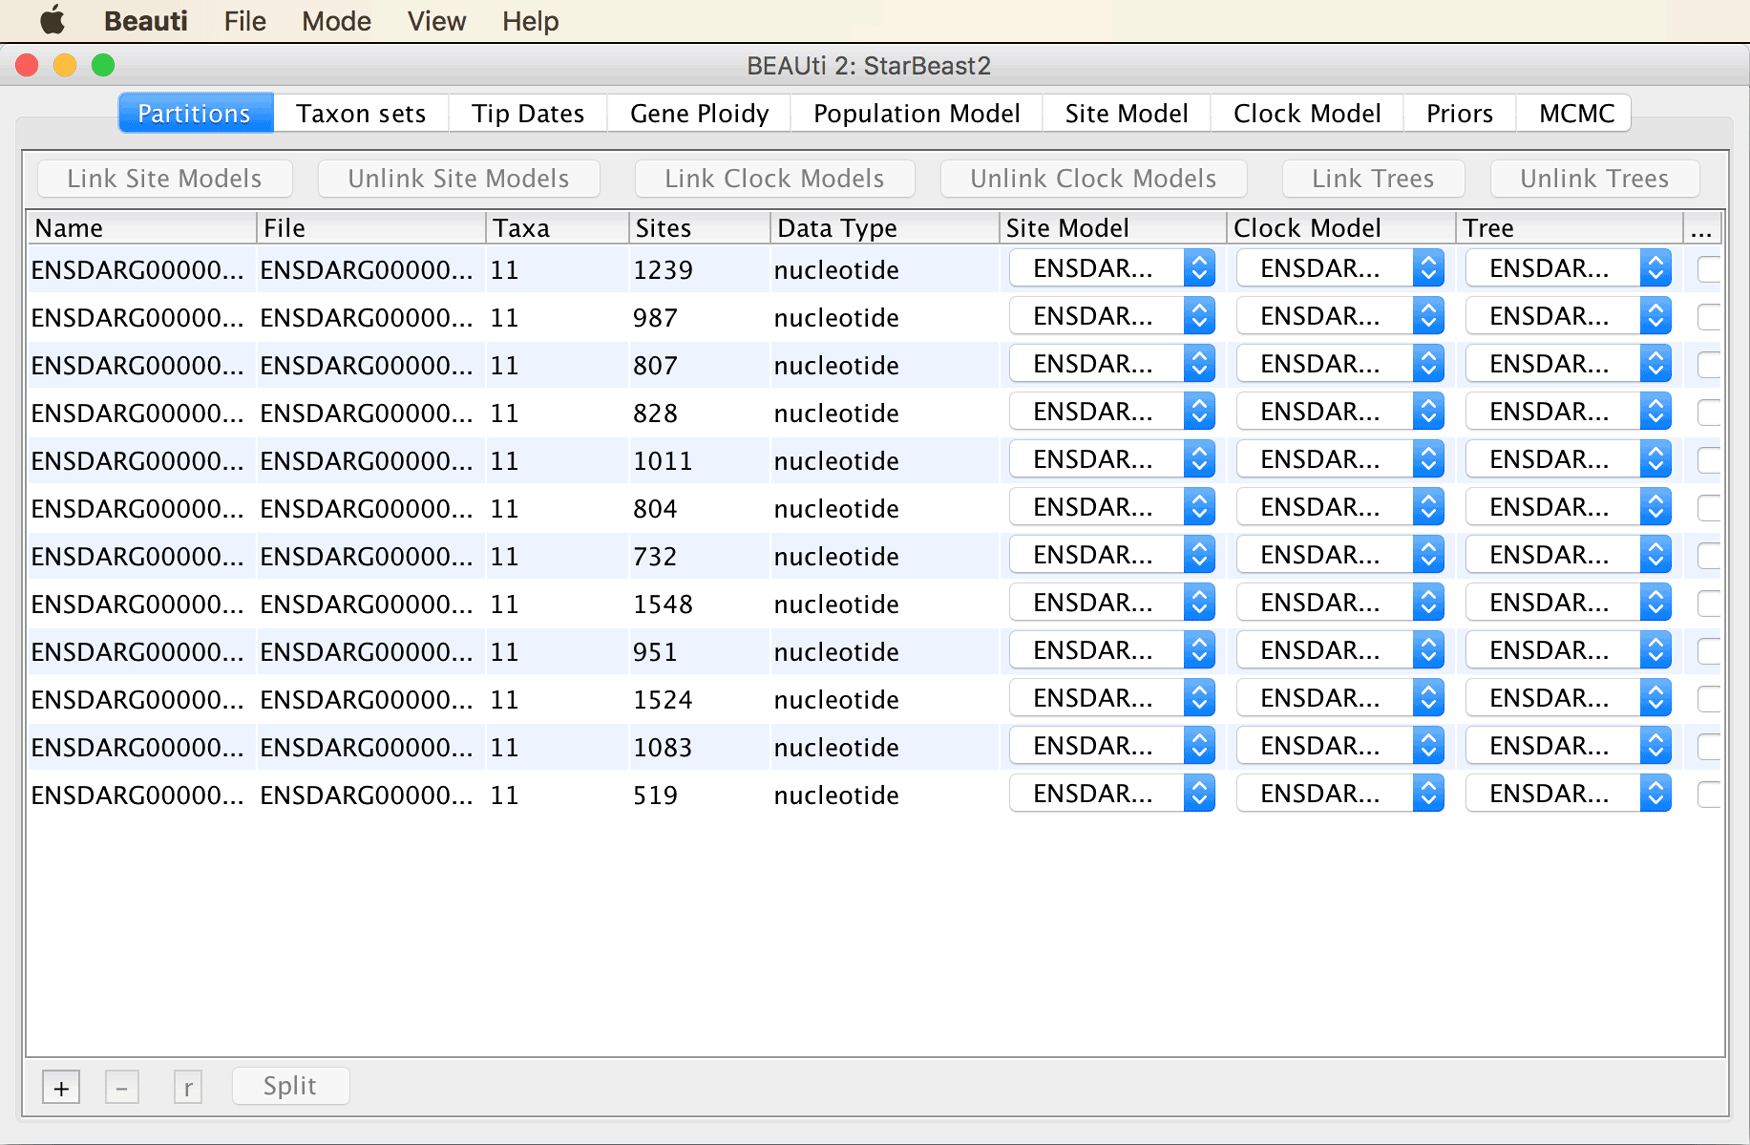 Beauti File Mode View Help
BEAUti 2: StarBeast2
Partitions Taxon sets Tip Dates Gene Ploidy Population Model Site Model Clock Model Priors MCMC
Link Site Models Unlink Site Models Link Clock Models Unlink Clock Models Link Trees Unlink Trees
Name File Taxa Sites Data Type Site Model Clock Model Tree ...
ENSDARG00000... ENSDARG00000... 11 1239 nucleotide ENSDAR... ENSDAR... ENSDAR...
ENSDARG00000... ENSDARG00000... 11 987 nucleotide ENSDAR... ENSDAR... ENSDAR...
ENSDARG00000... ENSDARG00000... 11 807 nucleotide ENSDAR... ENSDAR... ENSDAR...
ENSDARG00000... ENSDARG00000... 11 828 nucleotide ENSDAR... ENSDAR... ENSDAR...
ENSDARG00000... ENSDARG00000... 11 1011 nucleotide ENSDAR... ENSDAR... ENSDAR...
ENSDARG00000... ENSDARG00000... 11 804 nucleotide ENSDAR... ENSDAR... ENSDAR...
ENSDARG00000... ENSDARG00000... 11 732 nucleotide ENSDAR... ENSDAR... ENSDAR...
ENSDARG00000... ENSDARG00000... 11 1548 nucleotide ENSDAR... ENSDAR... ENSDAR...
ENSDARG00000... ENSDARG00000... 11 951 nucleotide ENSDAR... ENSDAR... ENSDAR...
ENSDARG00000... ENSDARG00000... 11 1524 nucleotide ENSDAR... ENSDAR... ENSDAR...
ENSDARG00000... ENSDARG00000... 11 1083 nucleotide ENSDAR... ENSDAR... ENSDAR...
ENSDARG00000... ENSDARG00000... 11 519 nucleotide ENSDAR... ENSDAR... ENSDAR...
+ - r Split